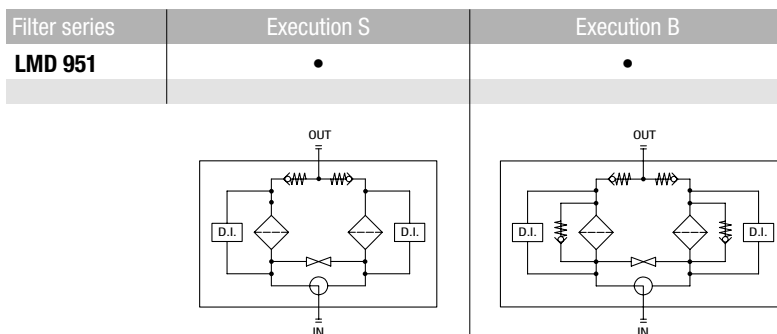 Filter series Execution S Execution B
LMD 951 • •
OUT OUT
D.I. D.I. D.I. D.I.
IN IN